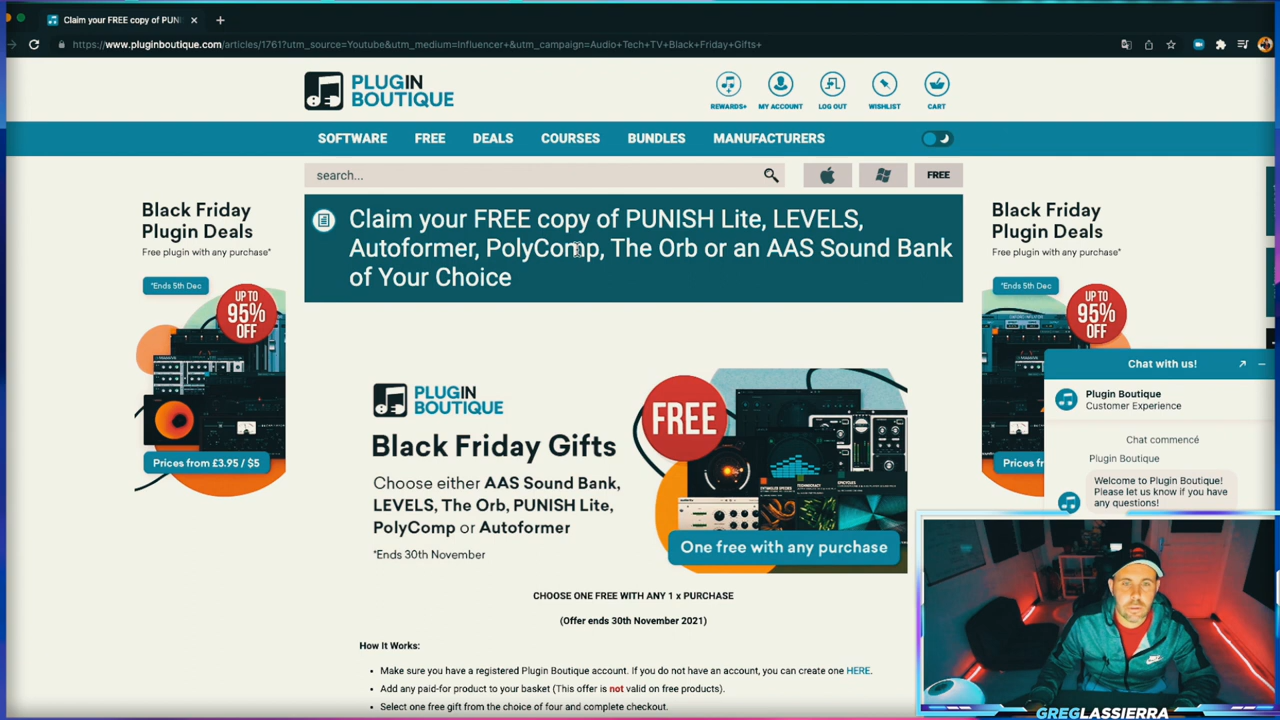 Claim your FREE copy of PUN
https://www.pluginboutique.com/articles/1761?utm_source=Youtube&utm_medium=Influencer+&utm_campaign=Audio+Tech+TV+Black+Friday+Gifts+
PLUGIN
BOUTIQUE
REWARDS+ MY ACCOUNT LOG OUT WISHLIST CART
SOFTWARE FREE DEALS COURSES BUNDLES MANUFACTURERS
search...
FREE
Claim your FREE copy of PUNISH Lite, LEVELS,
Autoformer, PolyComp, The Orb or an AAS Sound Bank
of Your Choice
Black Friday
Plugin Deals
Free plugin with any purchase*
*Ends 5th Dec
UP TO
95%
OFF
Prices from £3.95 / $5
Black Friday
Plugin Deals
Free plugin with any purchase*
*Ends 5th Dec
UP TO
95%
OFF
Prices fr
PLUGIN
BOUTIQUE
Black Friday Gifts
Choose either AAS Sound Bank,
LEVELS, The Orb, PUNISH Lite,
PolyComp or Autoformer
*Ends 30th November
FREE
One free with any purchase
CHOOSE ONE FREE WITH ANY 1 x PURCHASE
(Offer ends 30th November 2021)
How It Works:
• Make sure you have a registered Plugin Boutique account. If you do not have an account, you can create one HERE.
• Add any paid-for product to your basket (This offer is not valid on free products).
• Select one free gift from the choice of four and complete checkout.
Chat with us!
Plugin Boutique
Customer Experience
Chat commencé
Plugin Boutique
Welcome to Plugin Boutique!
Please let us know if you have
any questions!
GREGLASSIERRA